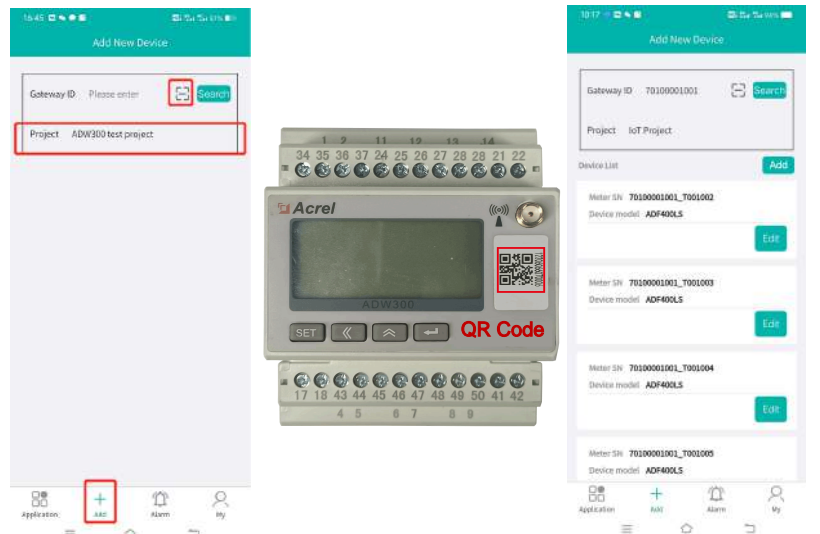 16:45
Add New Device
Gateway ID Please enter Search
Project ADW300 test project
Application Add Alarm My
1 2 11 12 13 14
34 35 36 37 24 25 26 27 28 28 21 22
Acrel
ADW300
SET
QR Code
17 18 43 44 45 46 47 48 49 50 41 42
4 5 6 7 8 9
10:17
Add New Device
Gateway ID 70100001001 Search
Project IoT Project
Device List Add
Meter SN 70100001001_T001002
Device model ADF400LS
Edit
Meter SN 70100001001_T001003
Device model ADF400LS
Edit
Meter SN 70100001001_T001004
Device model ADF400LS
Edit
Meter SN 70100001001_T001005
Device model ADF400LS
Application Add Alarm My